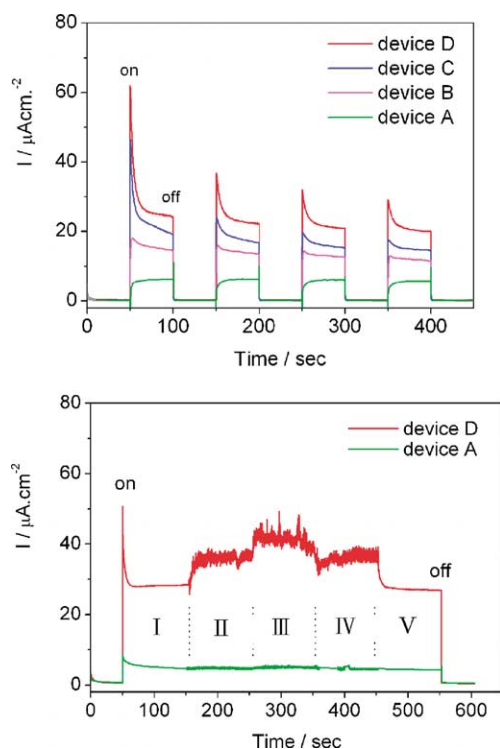 80
60
40
20
0
I / µAcm.-2
on
off
device D
device C
device B
device A
0 100 200 300 400
Time / sec
80
60
40
20
0
I / µA.cm-2
on
off
device D
device A
I II III IV V
0 100 200 300 400 500 600
Time / sec